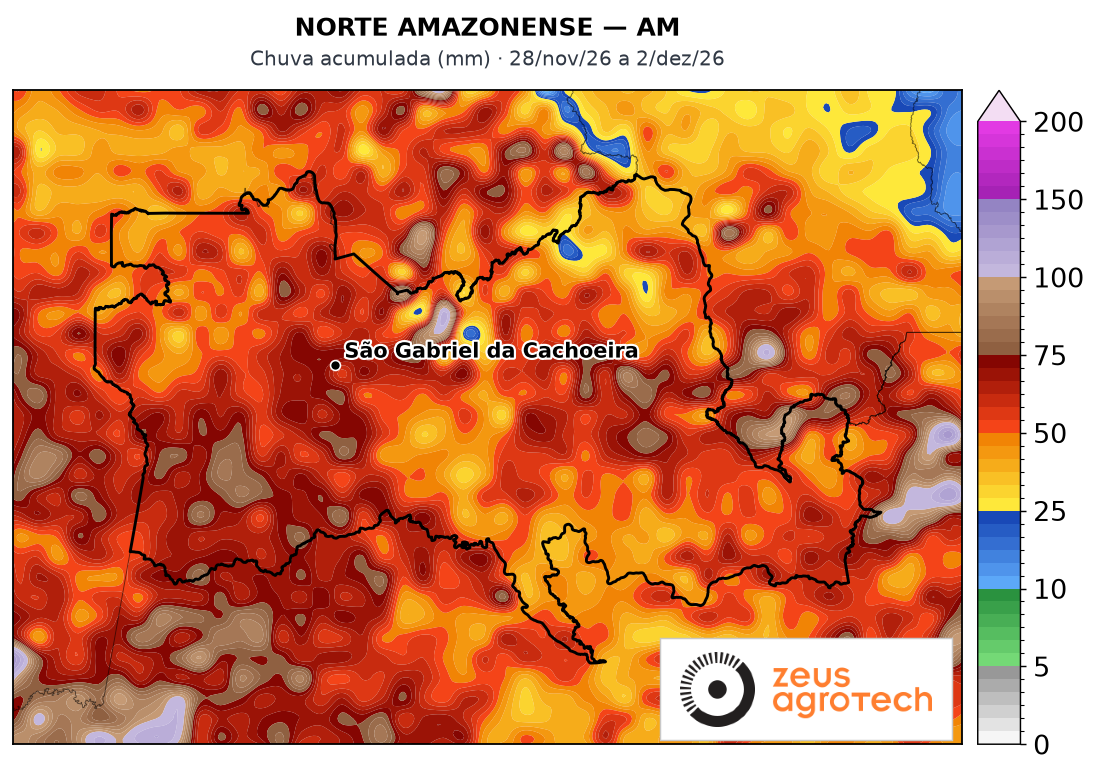 NORTE AMAZONENSE — AM
Chuva acumulada (mm) · 28/nov/26 a 2/dez/26
São Gabriel da Cachoeira
200
150
100
75
50
25
10
5
0
zeus
agrotech